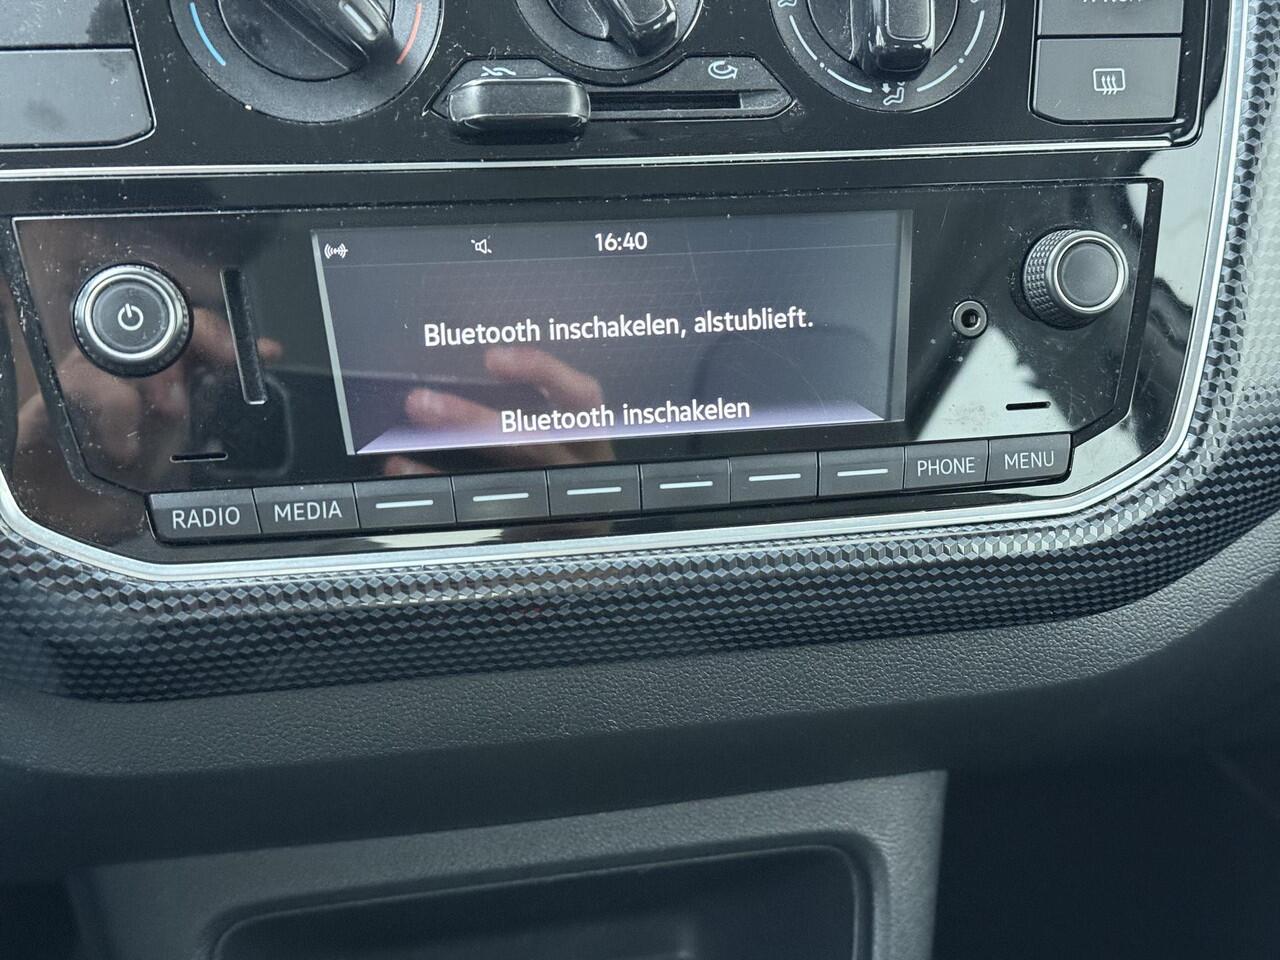 16:40
Bluetooth inschakelen, alstublieft.
Bluetooth inschakelen
RADIO
MEDIA
PHONE
MENU